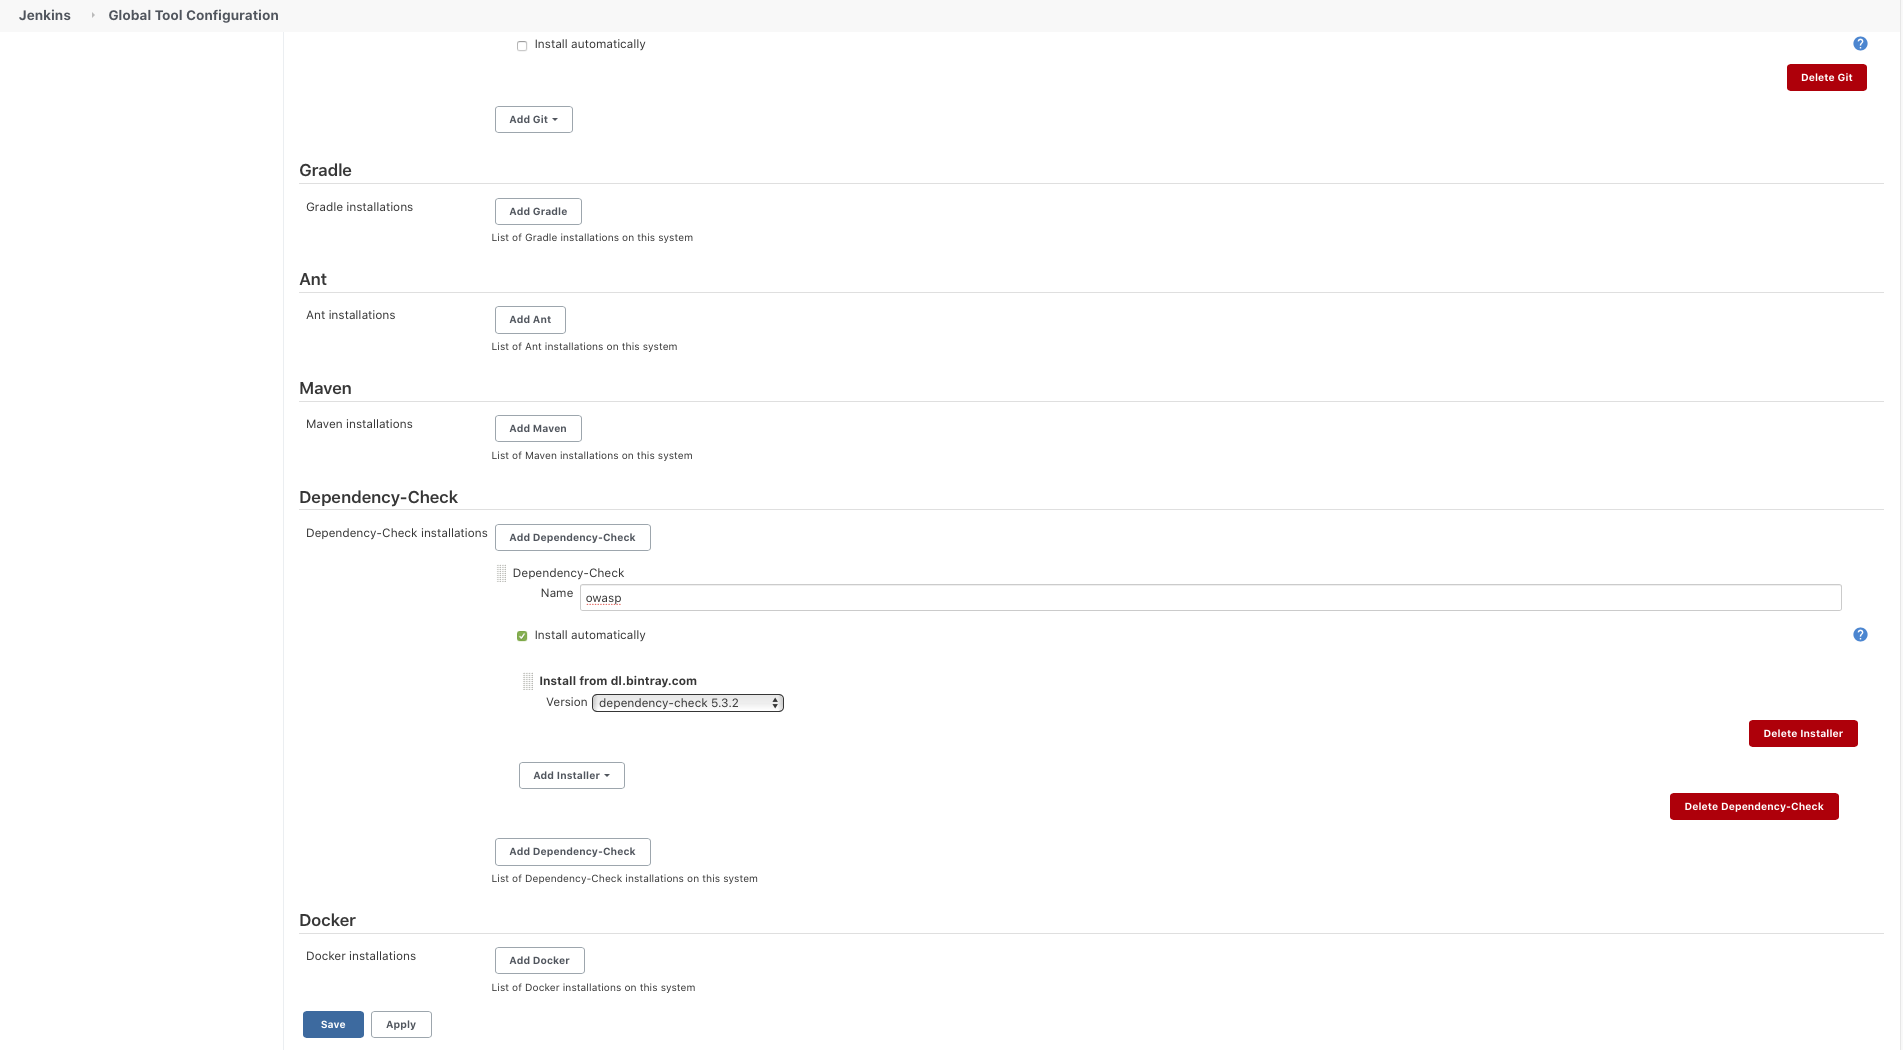 Jenkins Global Tool Configuration
Install automatically
Delete Git
Add Git
Gradle
Gradle installations
Add Gradle
List of Gradle installations on this system
Ant
Ant installations
Add Ant
List of Ant installations on this system
Maven
Maven installations
Add Maven
List of Maven installations on this system
Dependency-Check
Dependency-Check installations
Add Dependency-Check
Dependency-Check
Name owasp
Install automatically
Install from dl.bintray.com
Version dependency-check 5.3.2
Delete Installer
Add Installer
Delete Dependency-Check
Add Dependency-Check
List of Dependency-Check installations on this system
Docker
Docker installations
Add Docker
List of Docker installations on this system
Save Apply